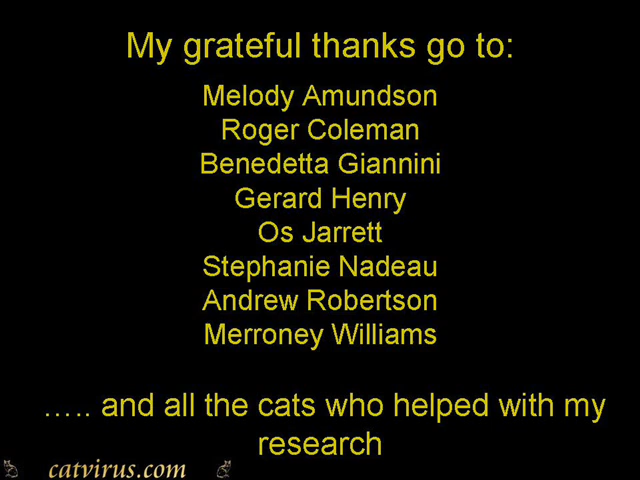 My grateful thanks go to:
Melody Amundson
Roger Coleman
Benedetta Giannini
Gerard Henry
Os Jarrett
Stephanie Nadeau
Andrew Robertson
Merroney Williams
….. and all the cats who helped with my
research
catvirus.com